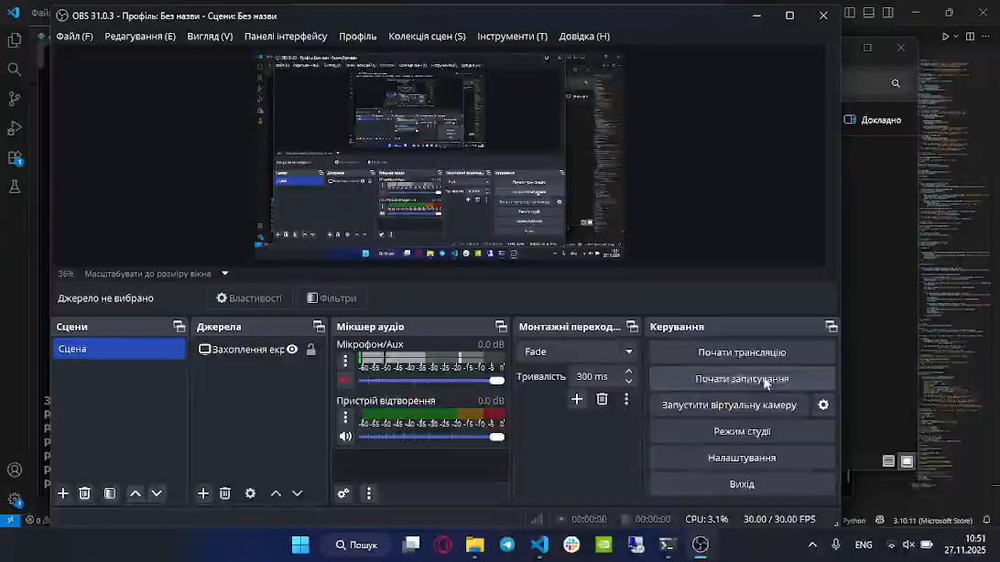 OBS 31.0.3 - Профіль: Без назви - Сцени: Без назви
Файл (F) Редагування (E) Вигляд (V) Панелі інтерфейсу Профіль Колекція сцен (S) Інструменти (T) Довідка (H)
Докладно
36% Масштабувати до розміру вікна
Джерело не вибрано Властивості Фільтри
Сцени Джерела Мікшер аудіо Монтажні переход... Керування
Сцена
Захоплення екр
Мікрофон/Aux 0.0 dB
-60 -55 -50 -45 -40 -35 -30 -25 -20 -15 -10 -5 0
Пристрій відтворення 0.0 dB
-60 -55 -50 -45 -40 -35 -30 -25 -20 -15 -10 -5 0
Fade
Тривалість 300 ms
Почати трансляцію
Почати записування
Запустити віртуальну камеру
Режим студії
Налаштування
Вихід
00:00:00 00:00:00 CPU: 3.1% 30.00 / 30.00 FPS
Python 3.10.11 (Microsoft Store)
Пошук
ENG
10:51
27.11.2025